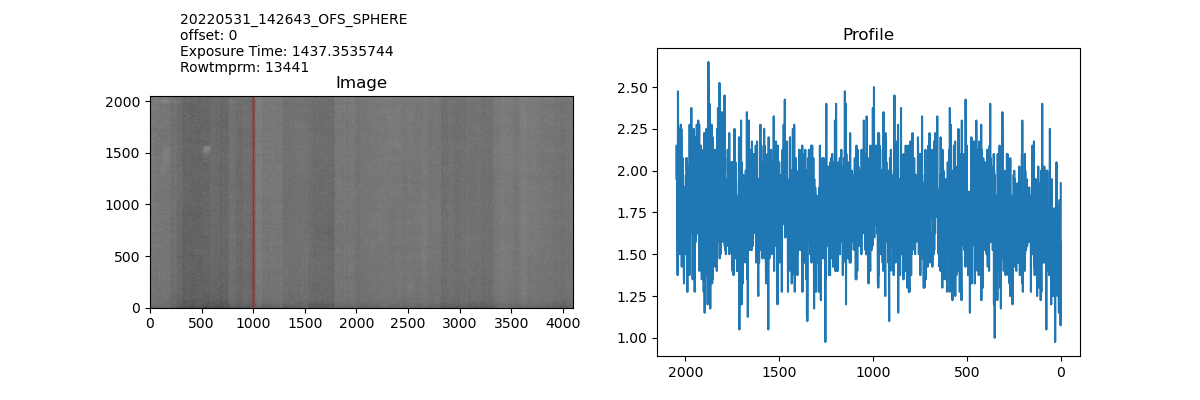 20220531_142643_OFS_SPHERE
offset: 0
Exposure Time: 1437.3535744
Rowtmprm: 13441
Image
2000
1500
1000
500
0
0 500 1000 1500 2000 2500 3000 3500 4000
Profile
2.50
2.25
2.00
1.75
1.50
1.25
1.00
2000 1500 1000 500 0